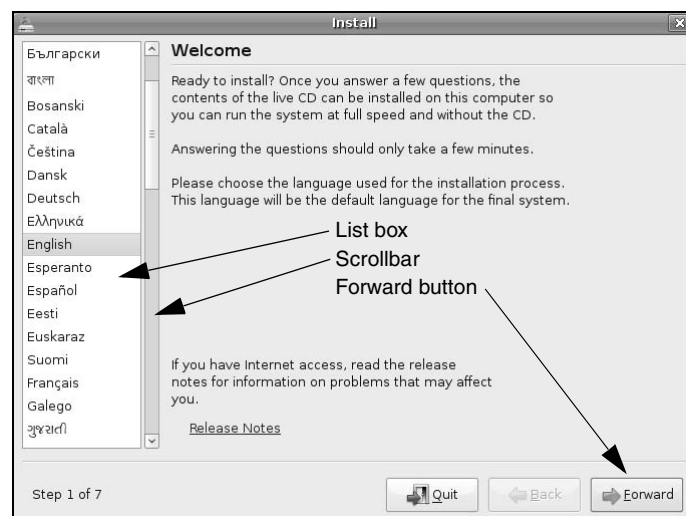 Install
Български
বাংলা
Bosanski
Català
Čeština
Dansk
Deutsch
Ελληνικά
English
Esperanto
Español
Eesti
Euskaraz
Suomi
Français
Galego
ગુજરાતી
Welcome
Ready to install? Once you answer a few questions, the
contents of the live CD can be installed on this computer so
you can run the system at full speed and without the CD.
Answering the questions should only take a few minutes.
Please choose the language used for the installation process.
This language will be the default language for the final system.
List box
Scrollbar
Forward button
If you have Internet access, read the release
notes for information on problems that may affect
you.
Release Notes
Step 1 of 7
Quit
Back
Forward